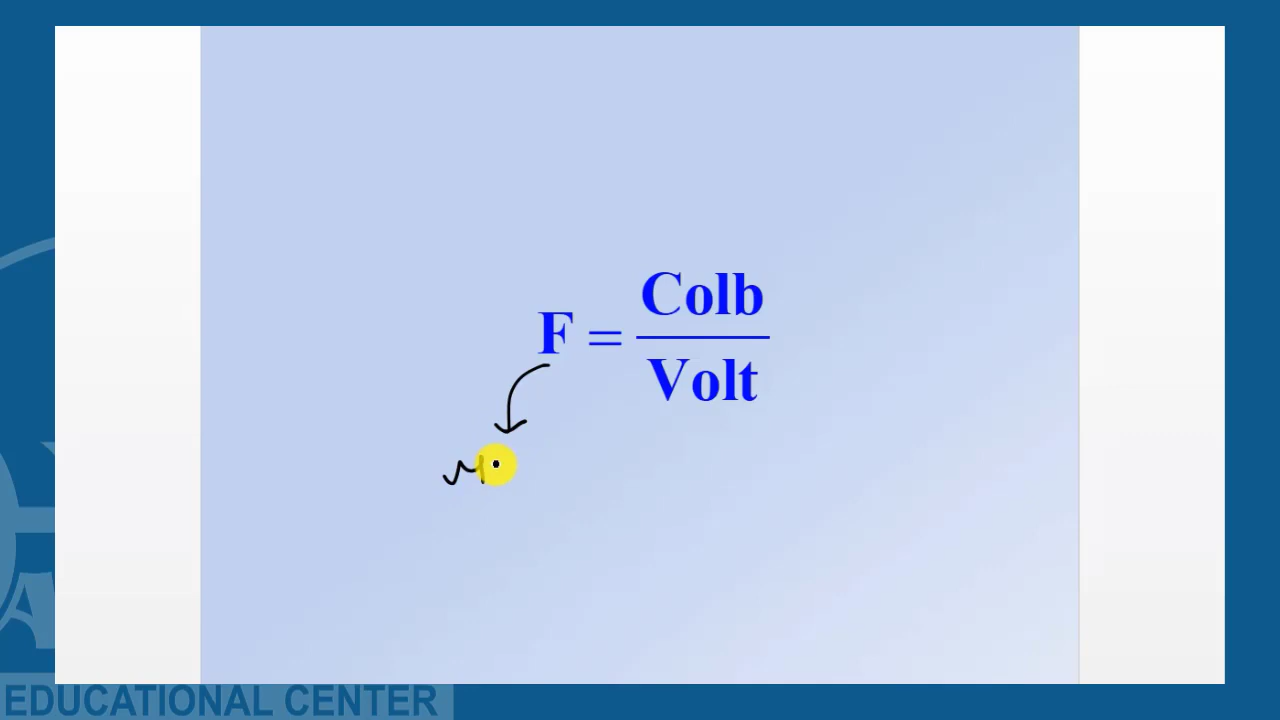 F = Colb / Volt
EDUCATIONAL CENTER